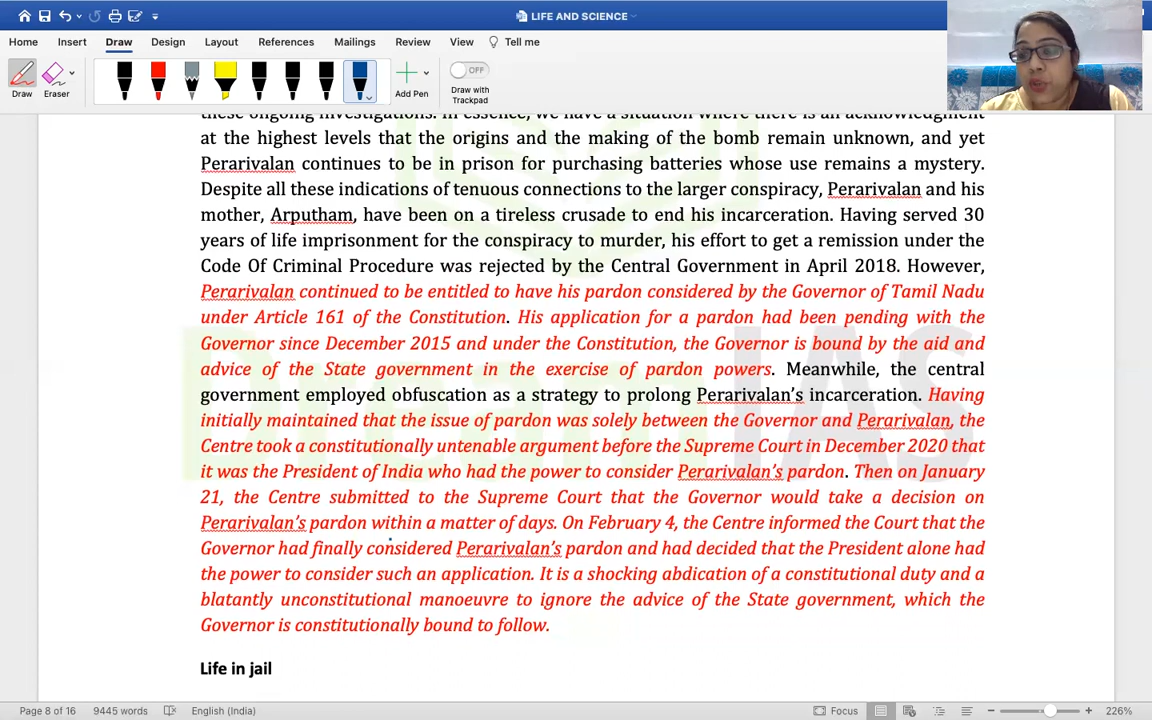 LIFE AND SCIENCE
Home Insert Draw Design Layout References Mailings Review View Tell me
OFF
Draw Eraser Add Pen Draw with Trackpad
these ongoing investigations. In essence, we have a situation where there is an acknowledgment
at the highest levels that the origins and the making of the bomb remain unknown, and yet
Perarivalan continues to be in prison for purchasing batteries whose use remains a mystery.
Despite all these indications of tenuous connections to the larger conspiracy, Perarivalan and his
mother, Arputham, have been on a tireless crusade to end his incarceration. Having served 30
years of life imprisonment for the conspiracy to murder, his effort to get a remission under the
Code Of Criminal Procedure was rejected by the Central Government in April 2018. However,
Perarivalan continued to be entitled to have his pardon considered by the Governor of Tamil Nadu
under Article 161 of the Constitution. His application for a pardon had been pending with the
Governor since December 2015 and under the Constitution, the Governor is bound by the aid and
advice of the State government in the exercise of pardon powers. Meanwhile, the central
government employed obfuscation as a strategy to prolong Perarivalan's incarceration. Having
initially maintained that the issue of pardon was solely between the Governor and Perarivalan, the
Centre took a constitutionally untenable argument before the Supreme Court in December 2020 that
it was the President of India who had the power to consider Perarivalan's pardon. Then on January
21, the Centre submitted to the Supreme Court that the Governor would take a decision on
Perarivalan's pardon within a matter of days. On February 4, the Centre informed the Court that the
Governor had finally considered Perarivalan's pardon and had decided that the President alone had
the power to consider such an application. It is a shocking abdication of a constitutional duty and a
blatantly unconstitutional manoeuvre to ignore the advice of the State government, which the
Governor is constitutionally bound to follow.
Life in jail
Page 8 of 16 9445 words English (India) Focus 226%